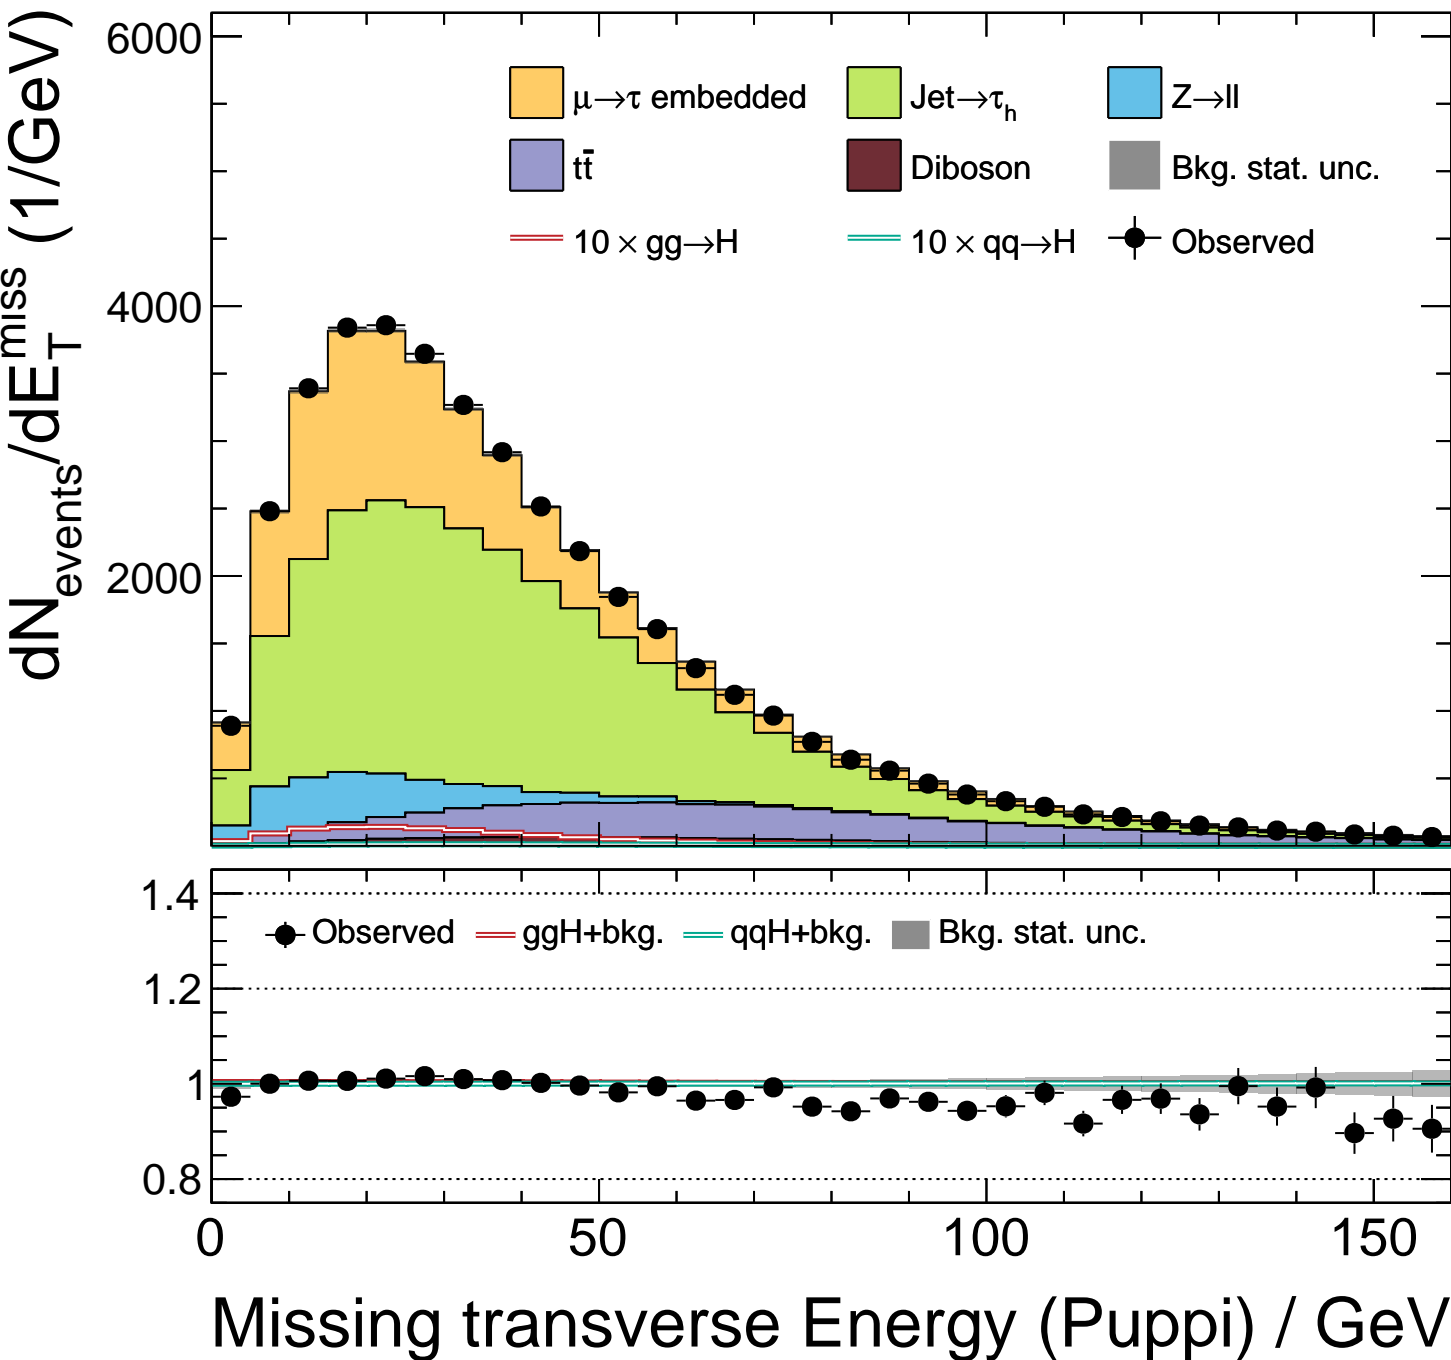 6000
4000
2000
dN_events/dE_T^miss (1/GeV)
μ→τ embedded
Jet→τ_h
Z→ll
tt̄
Diboson
Bkg. stat. unc.
10 × gg→H
10 × qq→H
Observed
1.4
1.2
1
0.8
Observed
ggH+bkg.
qqH+bkg.
Bkg. stat. unc.
0 50 100 150
Missing transverse Energy (Puppi) / GeV